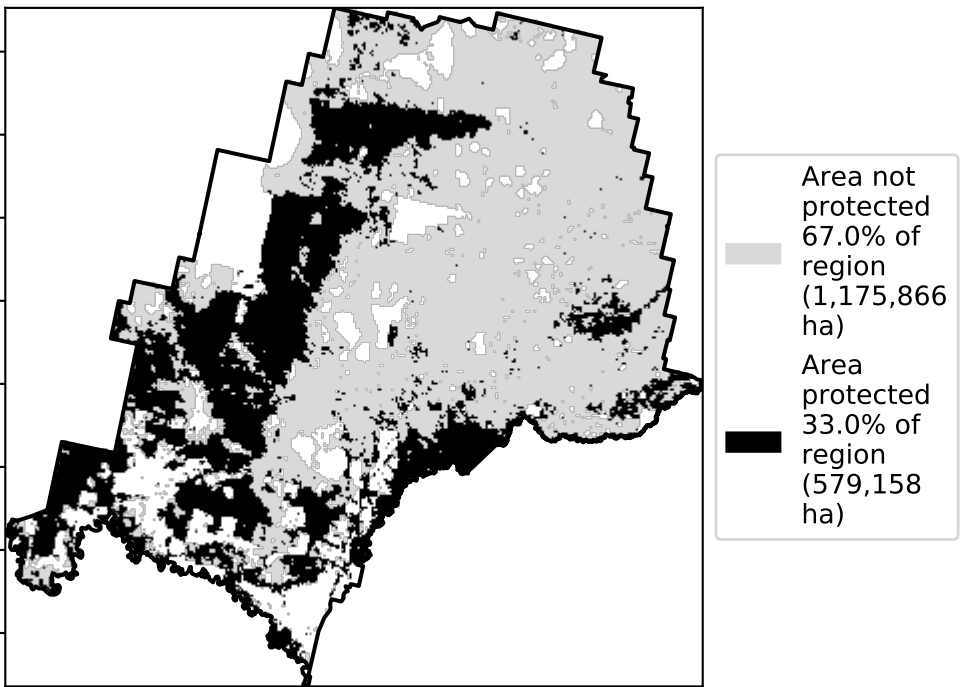 Area not
protected
67.0% of
region
(1,175,866
ha)
Area
protected
33.0% of
region
(579,158
ha)